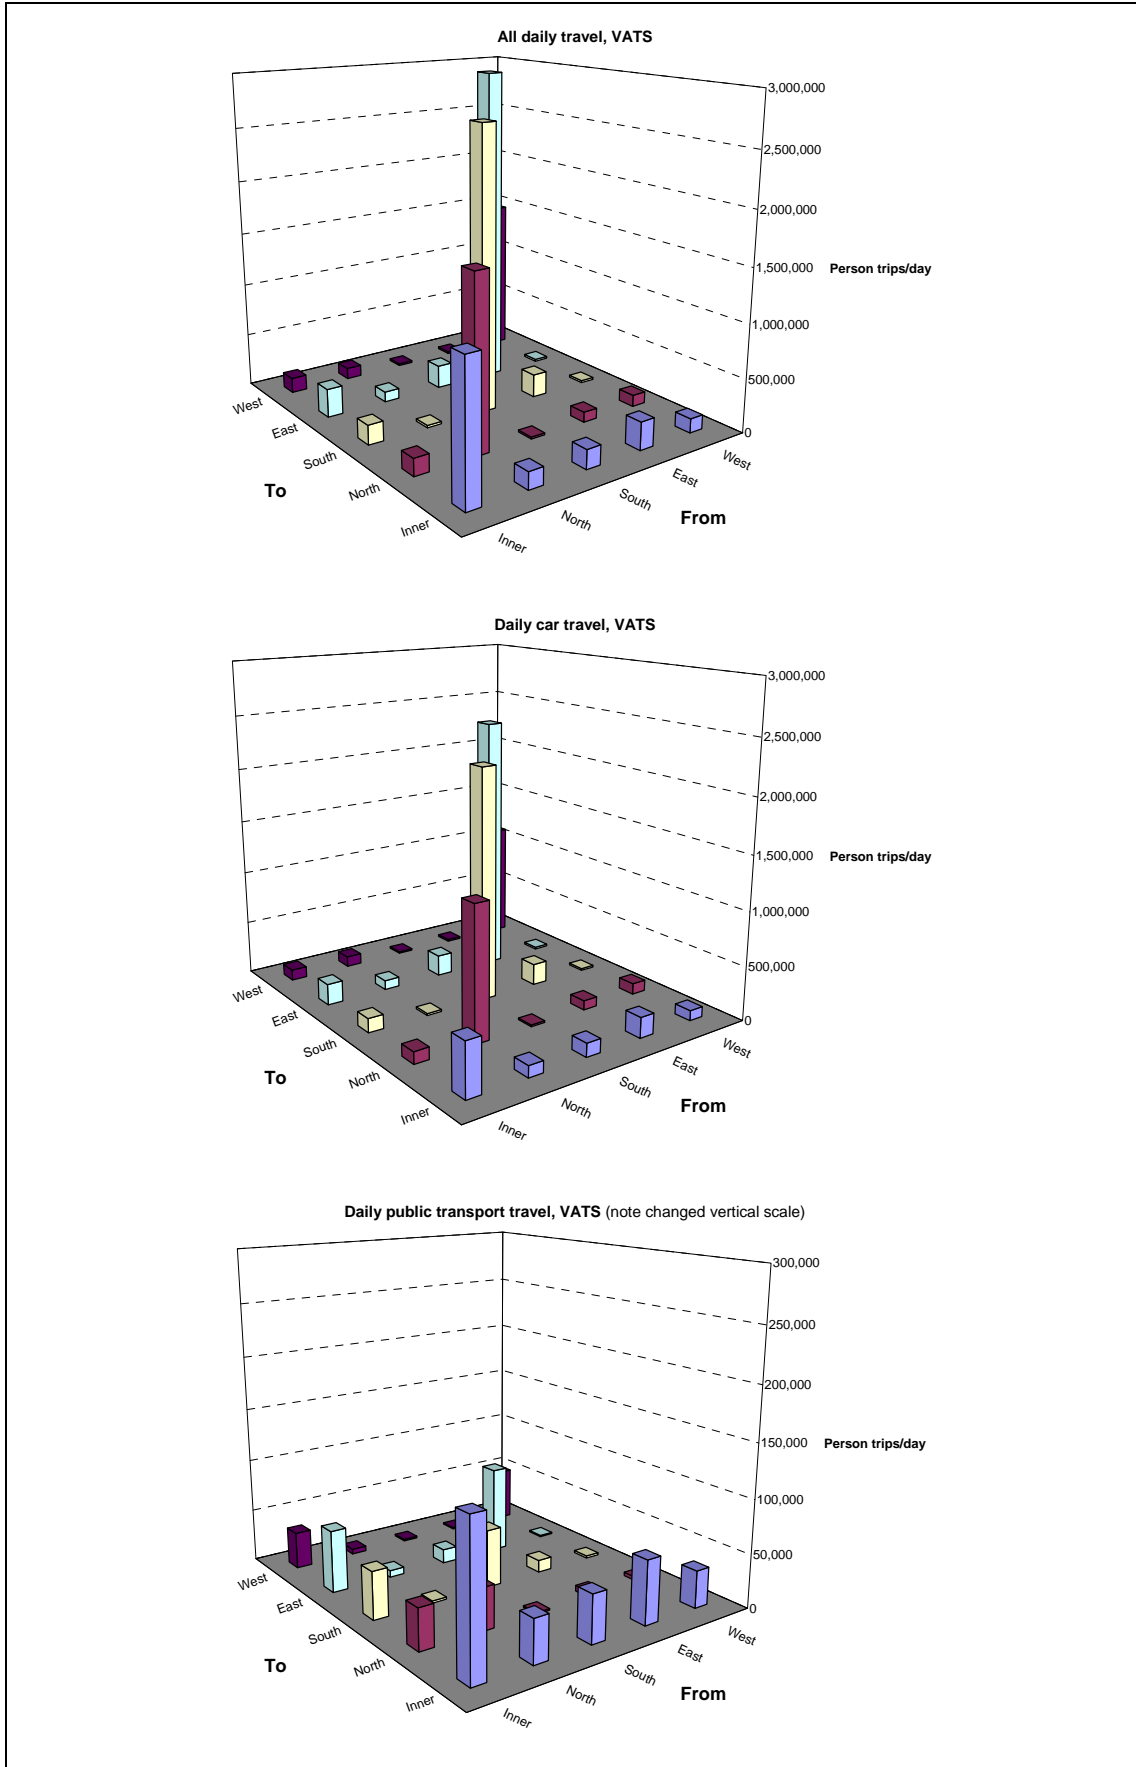 All daily travel, VATS
3,000,000
2,500,000
2,000,000
1,500,000
Person trips/day
1,000,000
500,000
0
West
East
South
North
Inner
To
Inner
North
South
East
West
From
Daily car travel, VATS
3,000,000
2,500,000
2,000,000
1,500,000
Person trips/day
1,000,000
500,000
0
West
East
South
North
Inner
To
Inner
North
South
East
West
From
Daily public transport travel, VATS (note changed vertical scale)
300,000
250,000
200,000
150,000
Person trips/day
100,000
50,000
0
West
East
South
North
Inner
To
Inner
North
South
East
West
From